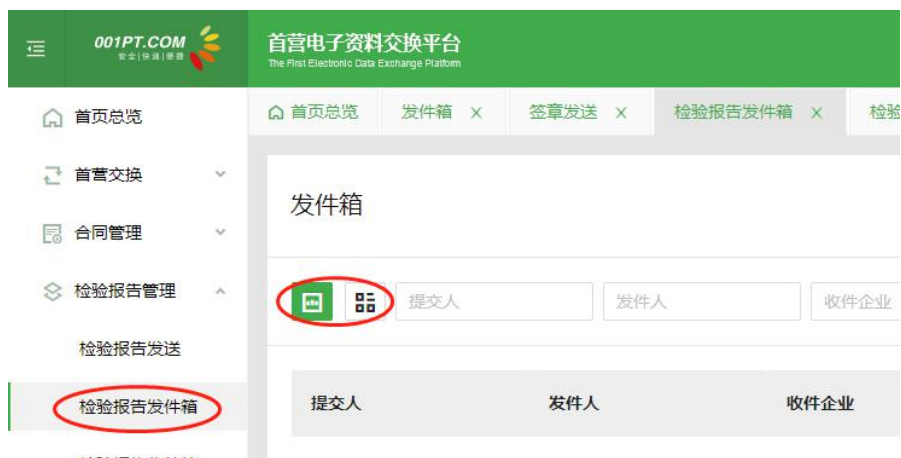 001PT.COM
安全|快速|便捷
首营电子资料交换平台
The First Electronic Data Exchange Platform
首页总览
首营交换
合同管理
检验报告管理
检验报告发送
检验报告发件箱
首页总览
发件箱 X
签章发送 X
检验报告发件箱 X
检验
发件箱
提交人
发件人
收件企业
提交人
发件人
收件企业